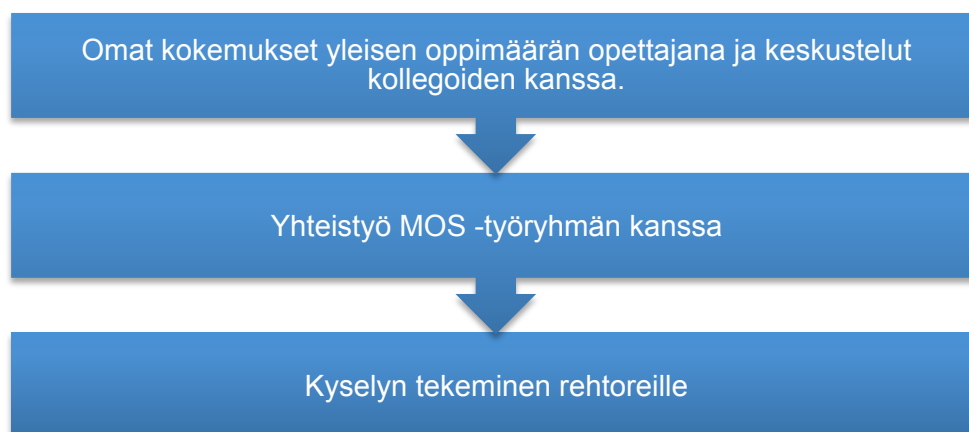 Omat kokemukset yleisen oppimäärän opettajana ja keskustelut
kollegoiden kanssa.
Yhteistyö MOS -työryhmän kanssa
Kyselyn tekeminen rehtoreille